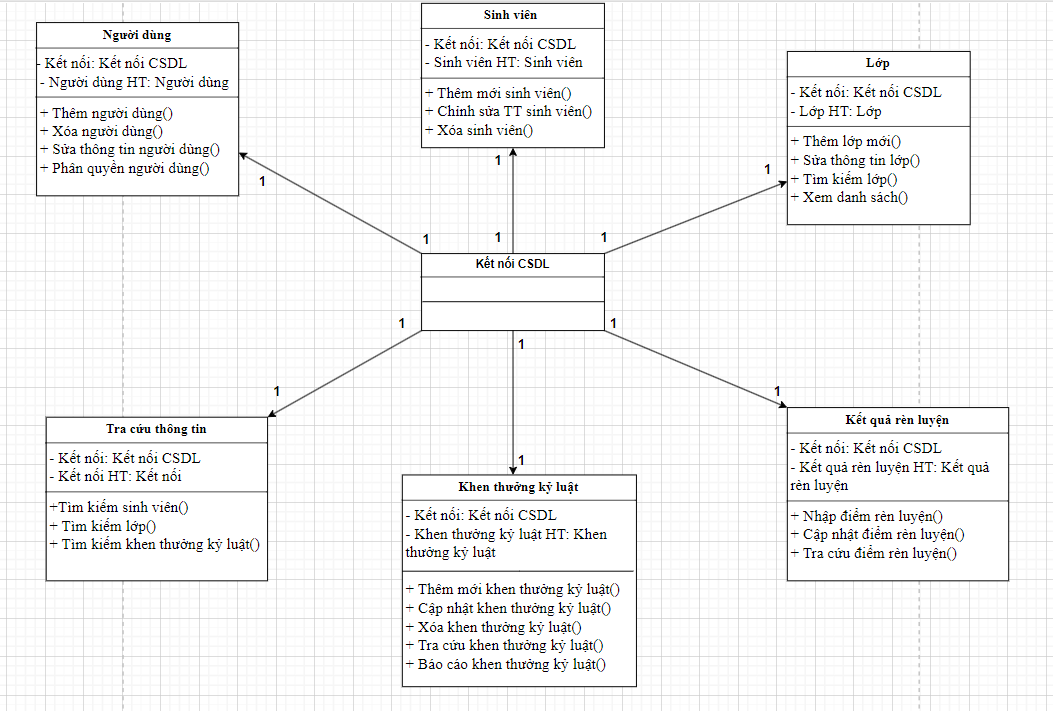 Người dùng
- Kết nối: Kết nối CSDL
- Người dùng HT: Người dùng
+ Thêm người dùng()
+ Xóa người dùng()
+ Sửa thông tin người dùng()
+ Phân quyền người dùng()
Sinh viên
- Kết nối: Kết nối CSDL
- Sinh viên HT: Sinh viên
+ Thêm mới sinh viên()
+ Chỉnh sửa TT sinh viên()
+ Xóa sinh viên()
Lớp
- Kết nối: Kết nối CSDL
- Lớp HT: Lớp
+ Thêm lớp mới()
+ Sửa thông tin lớp()
+ Tìm kiếm lớp()
+ Xem danh sách()
1
1
1
1
1
1
Kết nối CSDL
1
1
1
1
1
1
Tra cứu thông tin
- Kết nối: Kết nối CSDL
- Kết nối HT: Kết nối
+Tìm kiếm sinh viên()
+ Tìm kiếm lớp()
+ Tìm kiếm khen thưởng kỷ luật()
Khen thưởng kỷ luật
- Kết nối: Kết nối CSDL
- Khen thưởng kỷ luật HT: Khen
thưởng kỷ luật
+ Thêm mới khen thưởng kỷ luật()
+ Cập nhật khen thưởng kỷ luật()
+ Xóa khen thưởng kỷ luật()
+ Tra cứu khen thưởng kỷ luật()
+ Báo cáo khen thưởng kỷ luật()
Kết quả rèn luyện
- Kết nối: Kết nối CSDL
- Kết quả rèn luyện HT: Kết quả
rèn luyện
+ Nhập điểm rèn luyện()
+ Cập nhật điểm rèn luyện()
+ Tra cứu điểm rèn luyện()